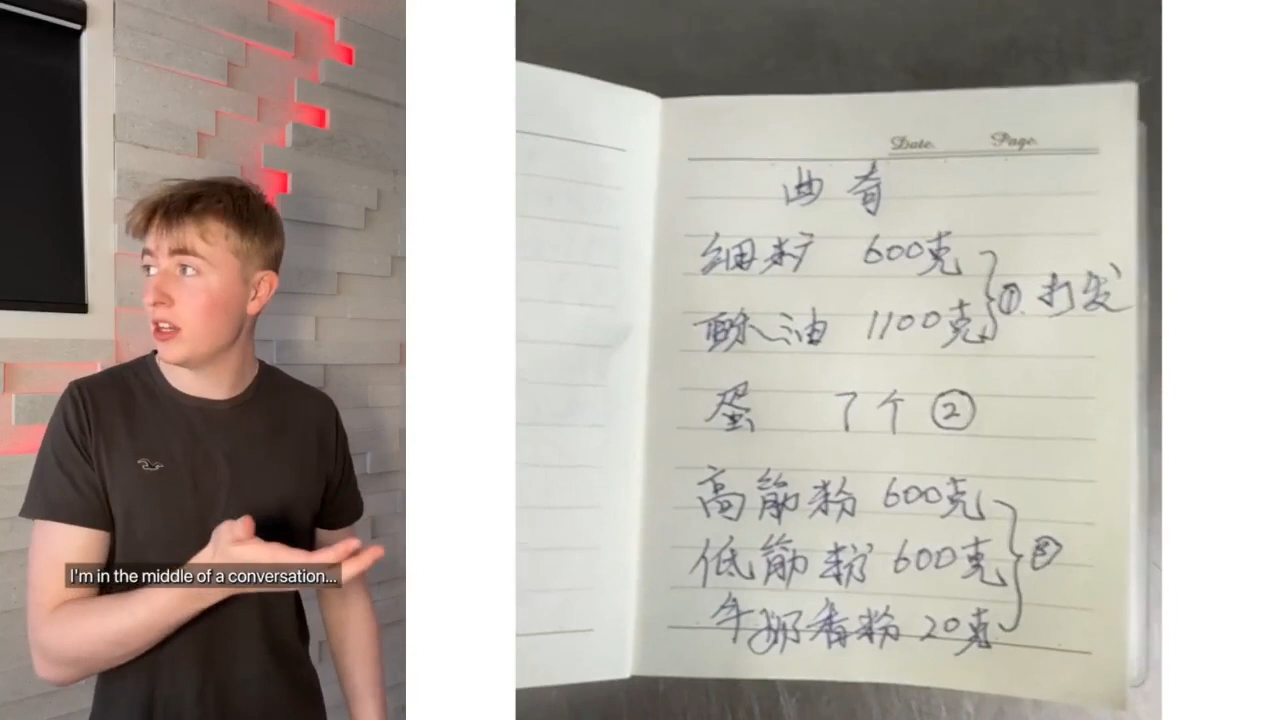 I'm in the middle of a conversation...
Date. Page.
曲奇
细粉 600克
酥油 1100克
① 打发
蛋 7个 ②
高筋粉 600克
低筋粉 600克
牛奶香粉 20克
③